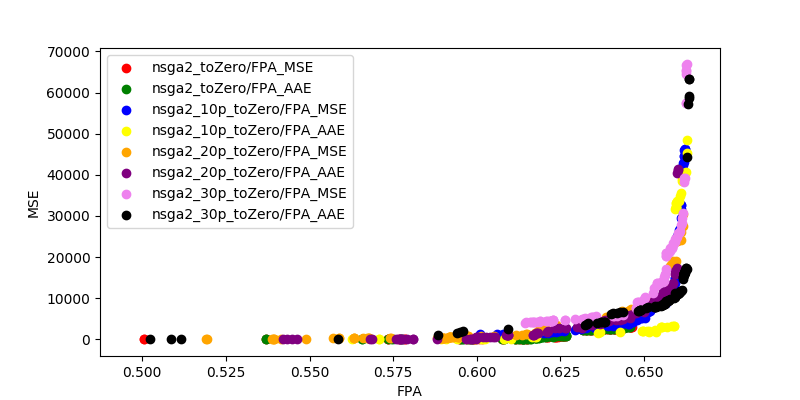 70000
60000
50000
40000
30000
20000
10000
0
MSE
nsga2_toZero/FPA_MSE
nsga2_toZero/FPA_AAE
nsga2_10p_toZero/FPA_MSE
nsga2_10p_toZero/FPA_AAE
nsga2_20p_toZero/FPA_MSE
nsga2_20p_toZero/FPA_AAE
nsga2_30p_toZero/FPA_MSE
nsga2_30p_toZero/FPA_AAE
0.500 0.525 0.550 0.575 0.600 0.625 0.650
FPA